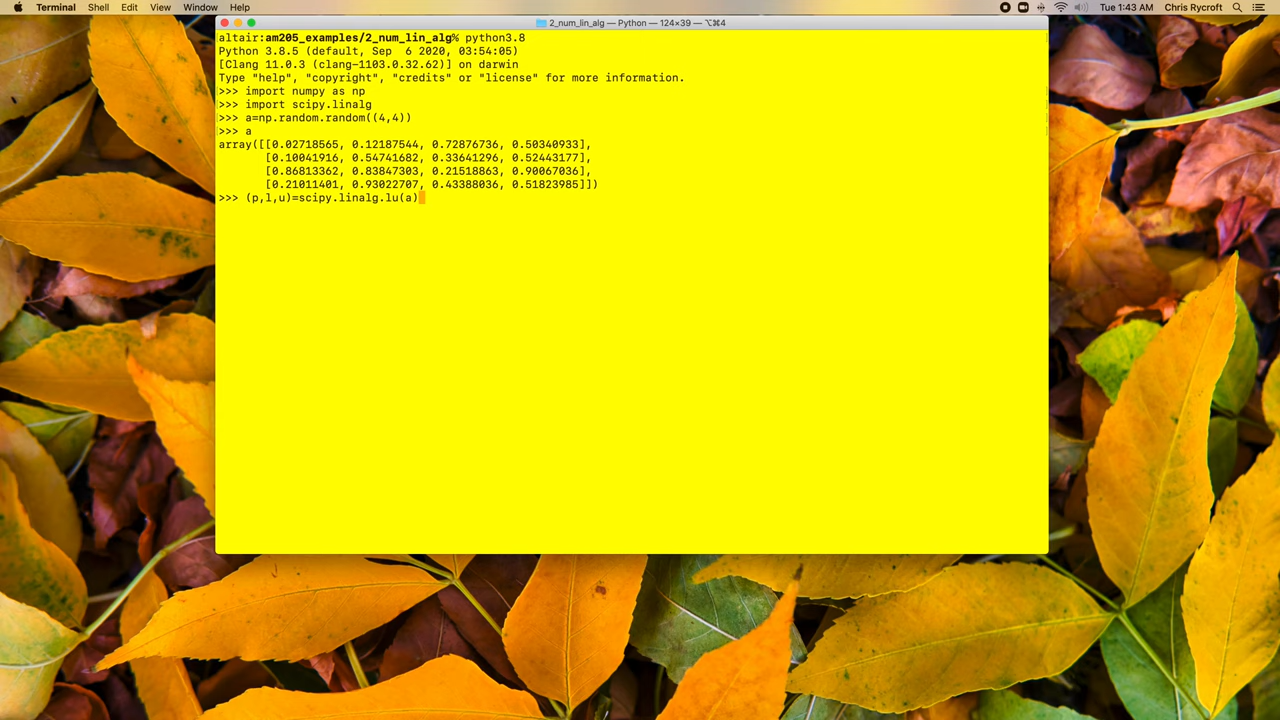 Terminal Shell Edit View Window Help Tue 1:43 AM Chris Rycroft
2_num_lin_alg — Python — 124×39 — ⌥⌘4
altair:am205_examples/2_num_lin_alg% python3.8
Python 3.8.5 (default, Sep  6 2020, 03:54:05)
[Clang 11.0.3 (clang-1103.0.32.62)] on darwin
Type "help", "copyright", "credits" or "license" for more information.
>>> import numpy as np
>>> import scipy.linalg
>>> a=np.random.random((4,4))
>>> a
array([[0.02718565, 0.12187544, 0.72876736, 0.50340933],
       [0.10041916, 0.54741682, 0.33641296, 0.52443177],
       [0.86813362, 0.83847303, 0.21518863, 0.90067036],
       [0.21011401, 0.93022707, 0.43388036, 0.51823985]])
>>> (p,l,u)=scipy.linalg.lu(a)